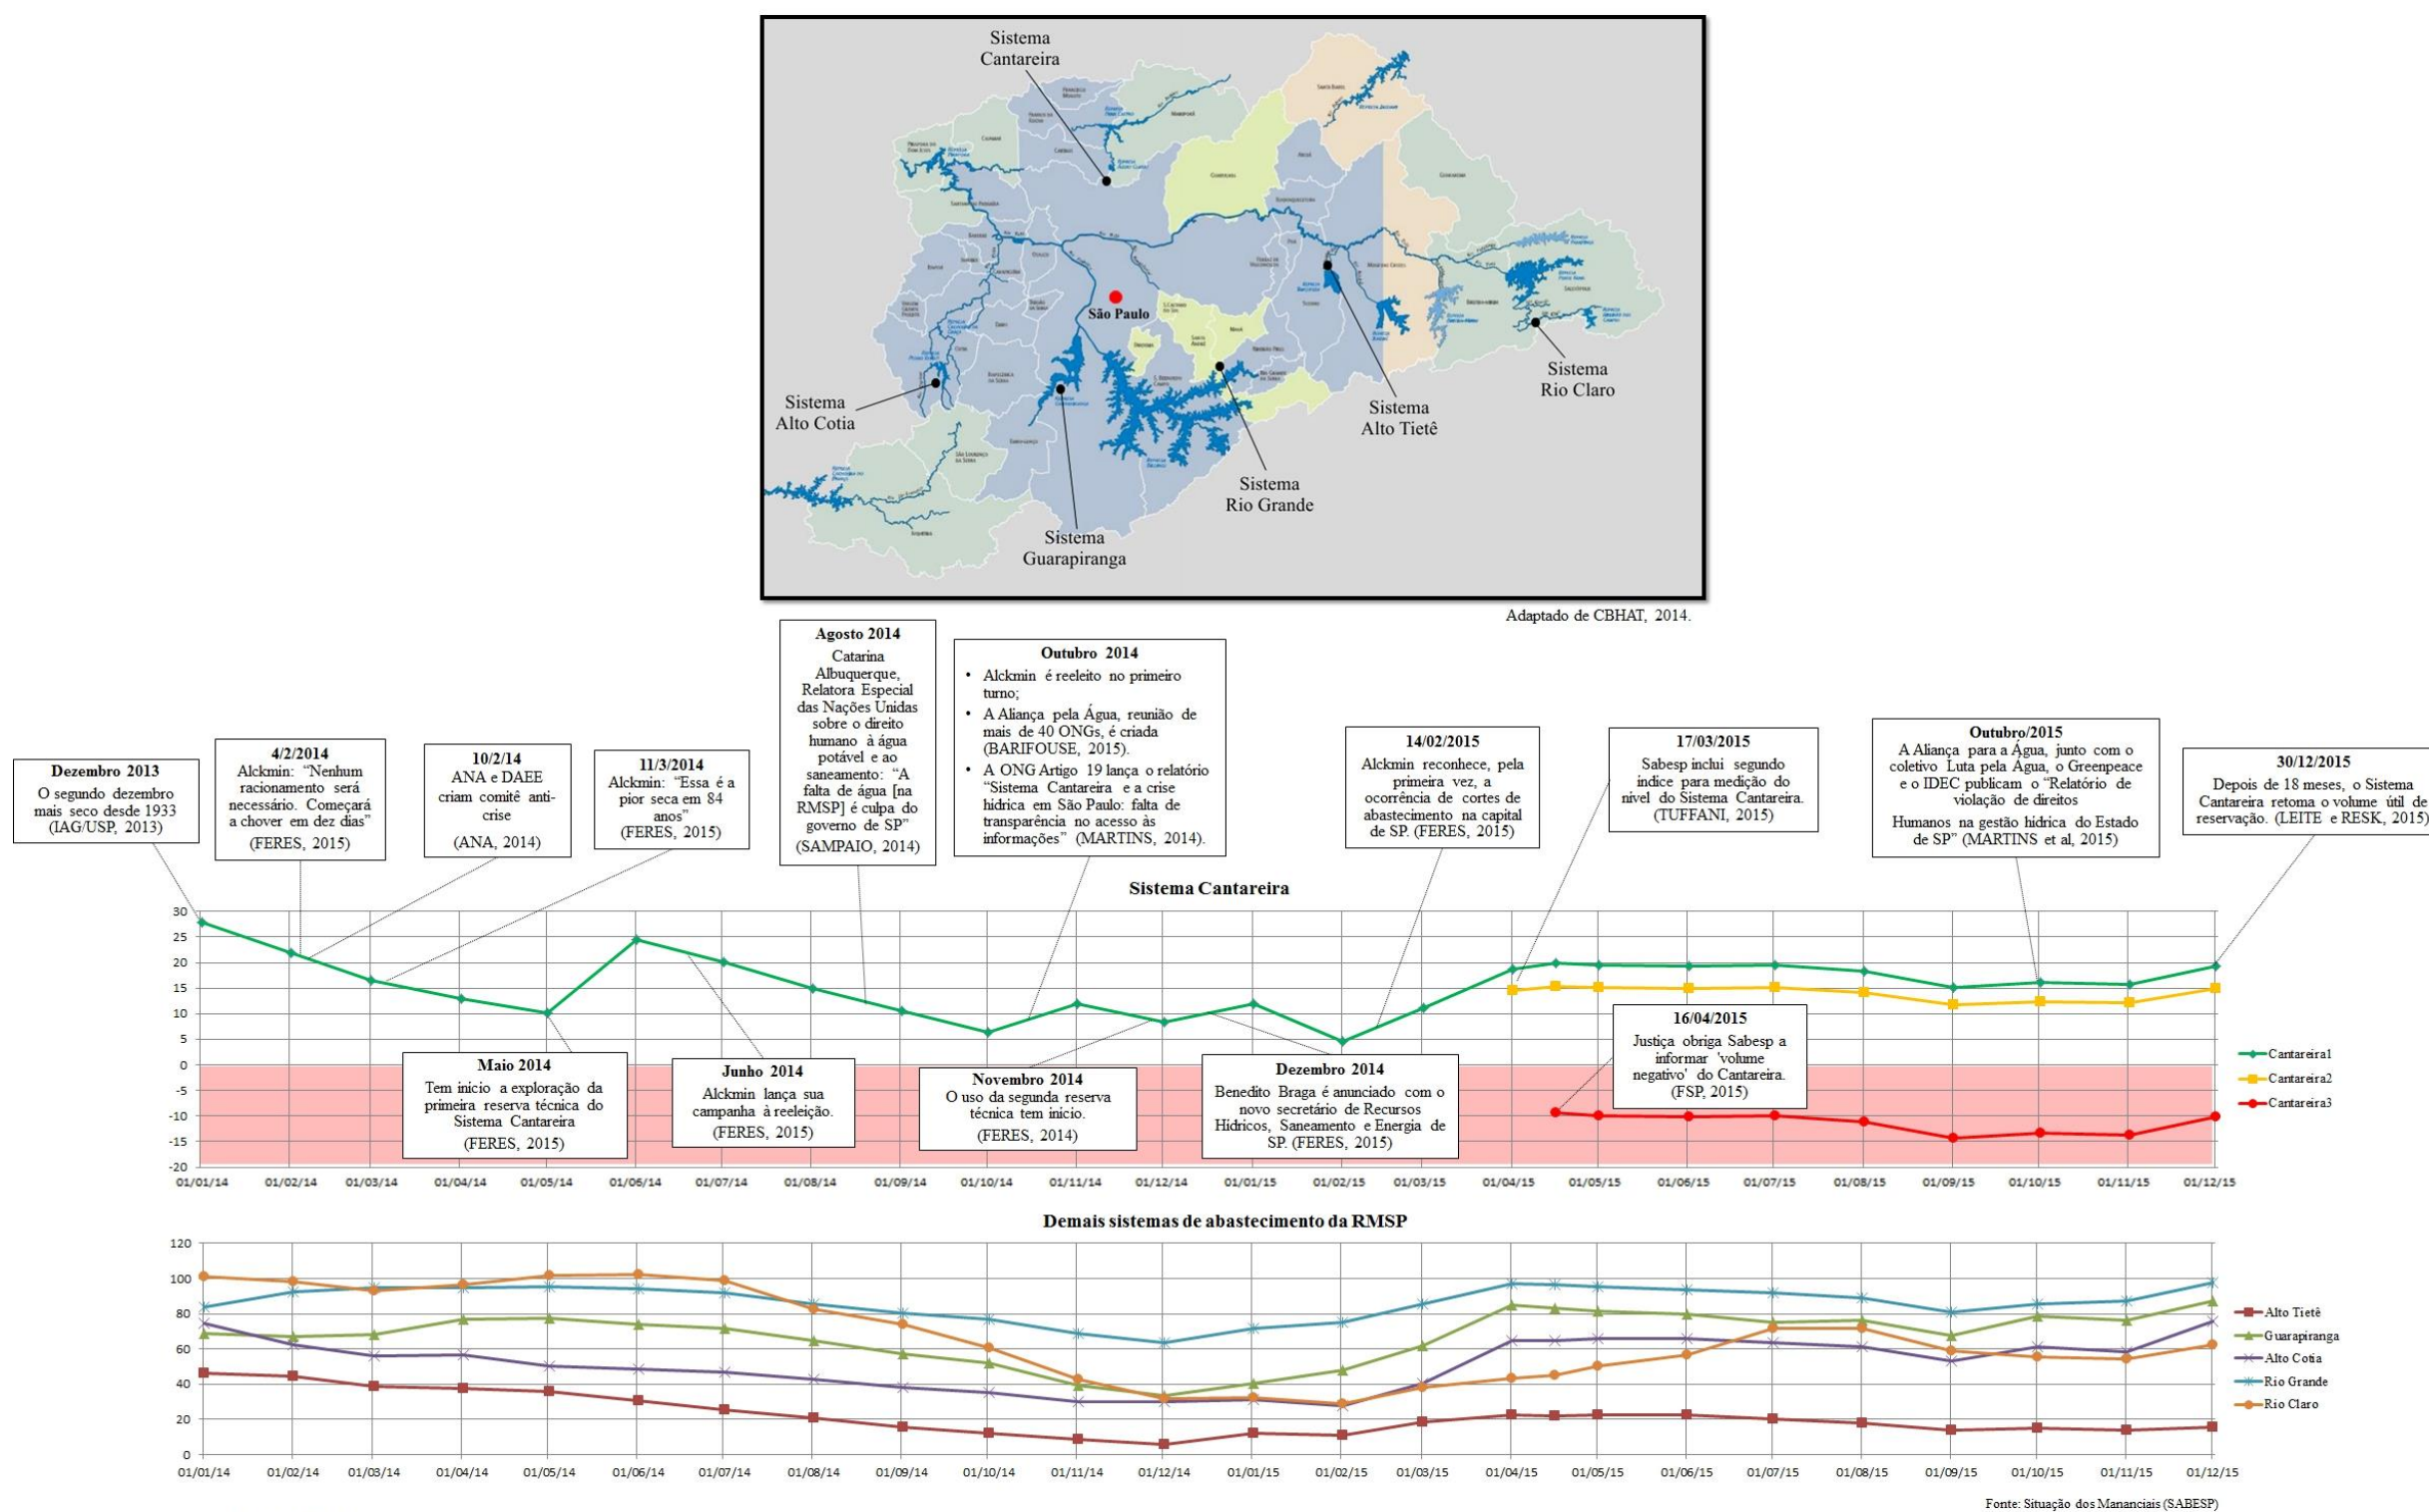 Sistema
Cantareira
São Paulo
Sistema
Alto Cotia
Sistema
Guarapiranga
Sistema
Rio Grande
Sistema
Alto Tietê
Sistema
Rio Claro
Adaptado de CBHAT, 2014.
Dezembro 2013
O segundo dezembro
mais seco desde 1933
(IAG/USP, 2013)
4/2/2014
Alckmin: “Nenhum
racionamento será
necessário. Começará
a chover em dez dias”
(FERES, 2015)
10/2/14
ANA e DAEE
criam comitê anti-
crise
(ANA, 2014)
11/3/2014
Alckmin: “Essa é a
pior seca em 84
anos”
(FERES, 2015)
Agosto 2014
Catarina
Albuquerque,
Relatora Especial
das Nações Unidas
sobre o direito
humano à água
potável e ao
saneamento: “A
falta de água [na
RMSP] é culpa do
governo de SP”
(SAMPAIO, 2014)
Outubro 2014
• Alckmin é reeleito no primeiro
turno;
• A Aliança pela Água, reunião de
mais de 40 ONGs, é criada
(BARIFOUSE, 2015).
• A ONG Artigo 19 lança o relatório
“Sistema Cantareira e a crise
hídrica em São Paulo: falta de
transparência no acesso às
informações” (MARTINS, 2014).
14/02/2015
Alckmin reconhece, pela
primeira vez, a
ocorrência de cortes de
abastecimento na capital
de SP. (FERES, 2015)
17/03/2015
Sabesp inclui segundo
índice para medição do
nível do Sistema Cantareira.
(TUFFANI, 2015)
Outubro/2015
A Aliança para a Água, junto com o
coletivo Luta pela Água, o Greenpeace
e o IDEC publicam o “Relatório de
violação de direitos
Humanos na gestão hídrica do Estado
de SP” (MARTINS et al, 2015)
30/12/2015
Depois de 18 meses, o Sistema
Cantareira retoma o volume útil de
reservação. (LEITE e RESK, 2015)
Sistema Cantareira
30
25
20
15
10
5
0
-5
-10
-15
-20
Maio 2014
Tem início a exploração da
primeira reserva técnica do
Sistema Cantareira
(FERES, 2015)
Junho 2014
Alckmin lança sua
campanha à reeleição.
(FERES, 2015)
Novembro 2014
O uso da segunda reserva
técnica tem início.
(FERES, 2014)
Dezembro 2014
Benedito Braga é anunciado com o
novo secretário de Recursos
Hídricos, Saneamento e Energia de
SP. (FERES, 2015)
16/04/2015
Justiça obriga Sabesp a
informar 'volume
negativo' do Cantareira.
(FSP, 2015)
Cantareira1
Cantareira2
Cantareira3
01/01/14 01/02/14 01/03/14 01/04/14 01/05/14 01/06/14 01/07/14 01/08/14 01/09/14 01/10/14 01/11/14 01/12/14 01/01/15 01/02/15 01/03/15 01/04/15 01/05/15 01/06/15 01/07/15 01/08/15 01/09/15 01/10/15 01/11/15 01/12/15
Demais sistemas de abastecimento da RMSP
120
100
80
60
40
20
0
Alto Tietê
Guarapiranga
Alto Cotia
Rio Grande
Rio Claro
01/01/14 01/02/14 01/03/14 01/04/14 01/05/14 01/06/14 01/07/14 01/08/14 01/09/14 01/10/14 01/11/14 01/12/14 01/01/15 01/02/15 01/03/15 01/04/15 01/05/15 01/06/15 01/07/15 01/08/15 01/09/15 01/10/15 01/11/15 01/12/15
Fonte: Situação dos Mananciais (SABESP)